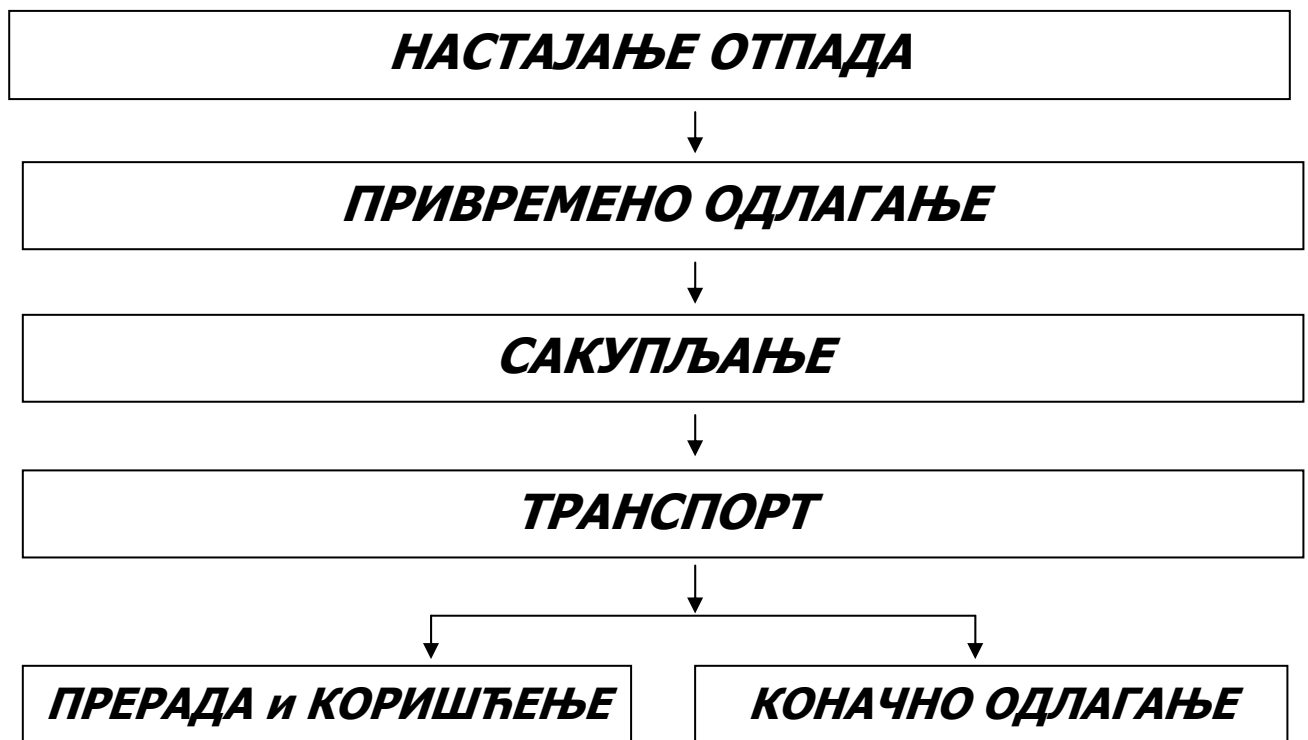 НАСТАЈАЊЕ ОТПАДА
ПРИВРЕМЕНО ОДЛАГАЊЕ
САКУПЉАЊЕ
ТРАНСПОРТ
ПРЕРАДА и КОРИШЋЕЊЕ
КОНАЧНО ОДЛАГАЊЕ